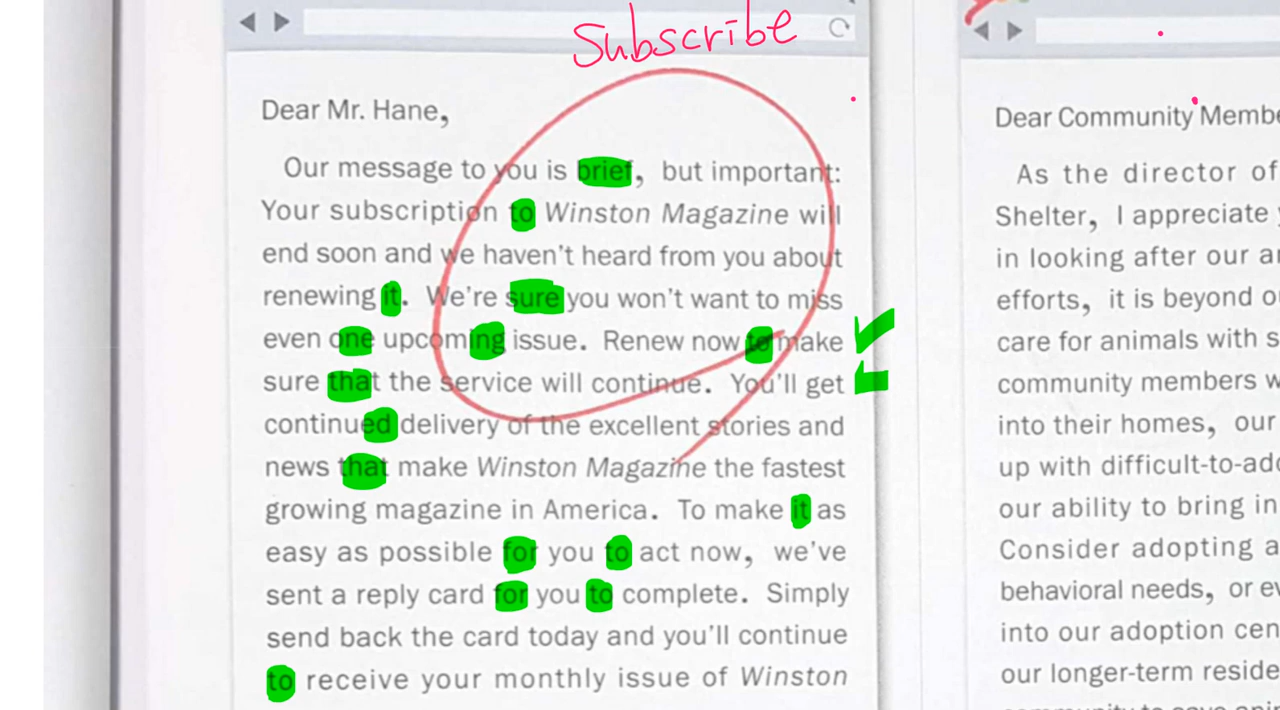 Subscribe
Dear Mr. Hane,
Our message to you is brief, but important:
Your subscription to Winston Magazine will
end soon and we haven't heard from you about
renewing it. We're sure you won't want to miss
even one upcoming issue. Renew now to make
sure that the service will continue. You'll get
continued delivery of the excellent stories and
news that make Winston Magazine the fastest
growing magazine in America. To make it as
easy as possible for you to act now, we've
sent a reply card for you to complete. Simply
send back the card today and you'll continue
to receive your monthly issue of Winston
Dear Community
As the director of
Shelter, I appreciate
in looking after our
efforts, it is beyond
care for animals with
community members
into their homes, our
up with difficult-to-
our ability to bring in
Consider adopting
behavioral needs, or
into our adoption
our longer-term